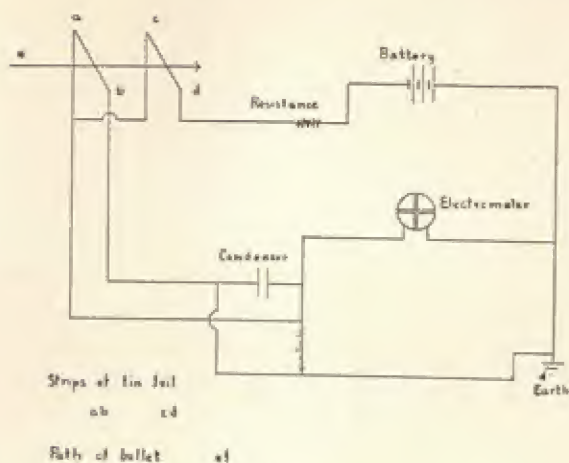 a c
Battery
e
b d
Resistance
Electrometer
Condenser
Earth
Strips of tin foil
ab cd
Path of bullet ef